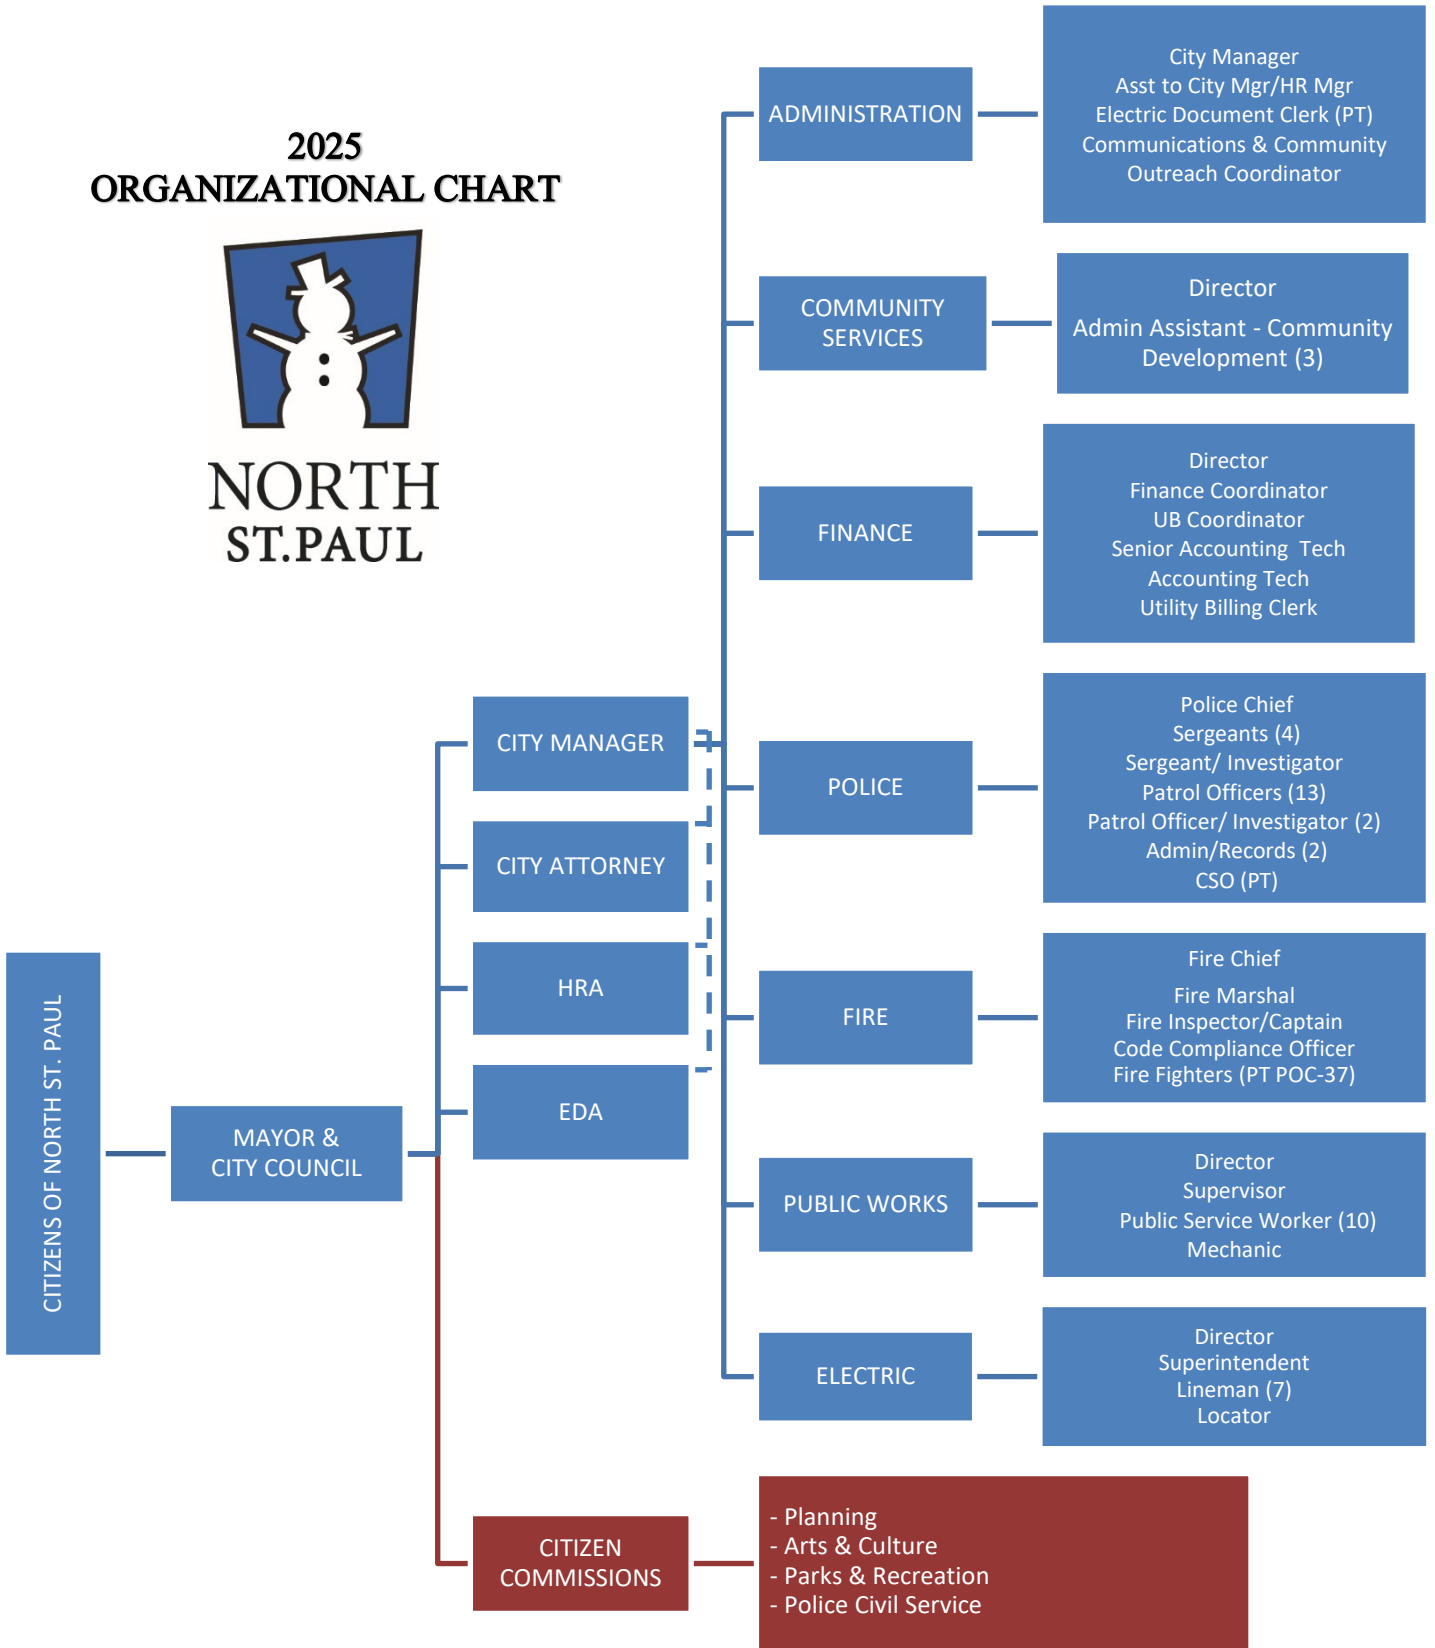 2025
ORGANIZATIONAL CHART
NORTH
ST.PAUL
CITIZENS OF NORTH ST. PAUL
MAYOR &
CITY COUNCIL
CITY MANAGER
CITY ATTORNEY
HRA
EDA
CITIZEN
COMMISSIONS
ADMINISTRATION
City Manager
Asst to City Mgr/HR Mgr
Electric Document Clerk (PT)
Communications & Community
Outreach Coordinator
COMMUNITY
SERVICES
Director
Admin Assistant - Community
Development (3)
FINANCE
Director
Finance Coordinator
UB Coordinator
Senior Accounting  Tech
Accounting Tech
Utility Billing Clerk
POLICE
Police Chief
Sergeants (4)
Sergeant/ Investigator
Patrol Officers (13)
Patrol Officer/ Investigator (2)
Admin/Records (2)
CSO (PT)
FIRE
Fire Chief
Fire Marshal
Fire Inspector/Captain
Code Compliance Officer
Fire Fighters (PT POC-37)
PUBLIC WORKS
Director
Supervisor
Public Service Worker (10)
Mechanic
ELECTRIC
Director
Superintendent
Lineman (7)
Locator
- Planning
- Arts & Culture
- Parks & Recreation
- Police Civil Service